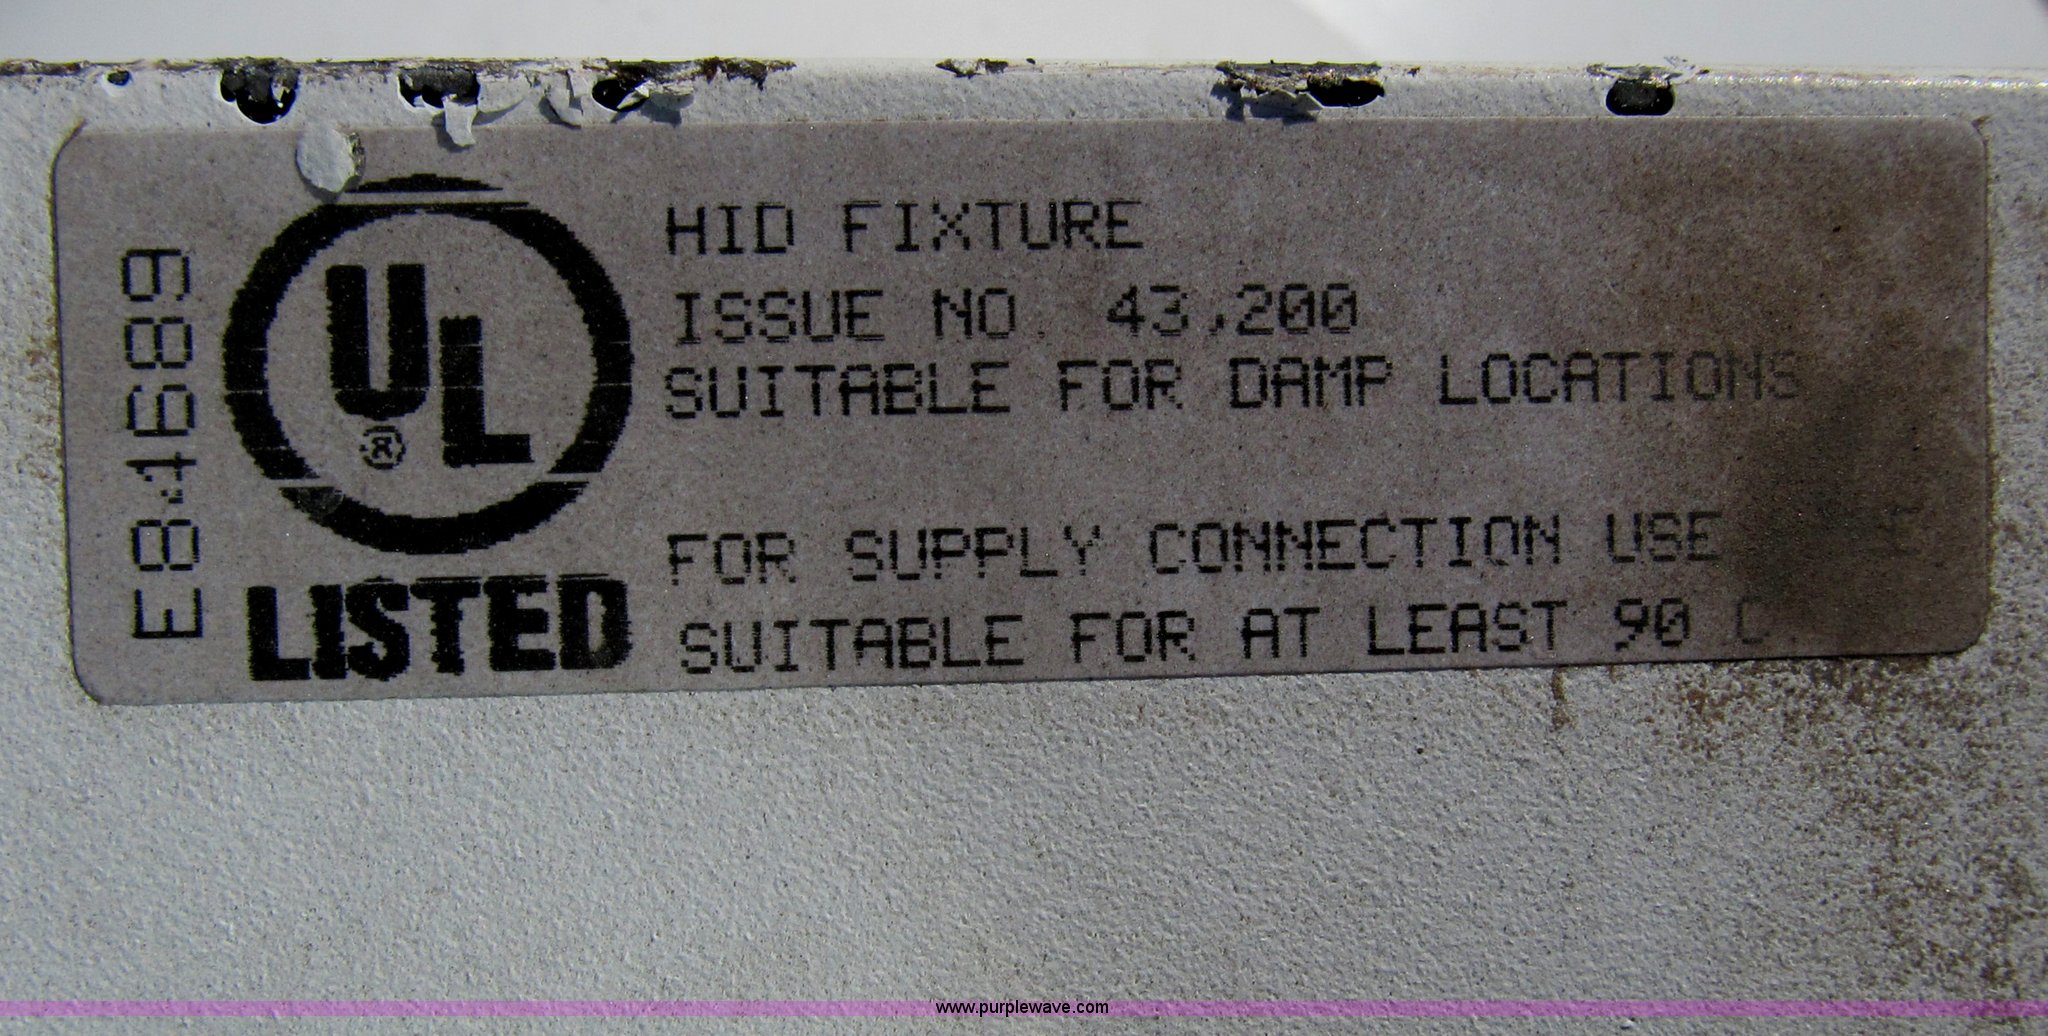 E84689
UL
®
LISTED
HID FIXTURE
ISSUE NO. 43,200
SUITABLE FOR DAMP LOCATIONS
FOR SUPPLY CONNECTION USE
SUITABLE FOR AT LEAST 90 C.
www.purplewave.com